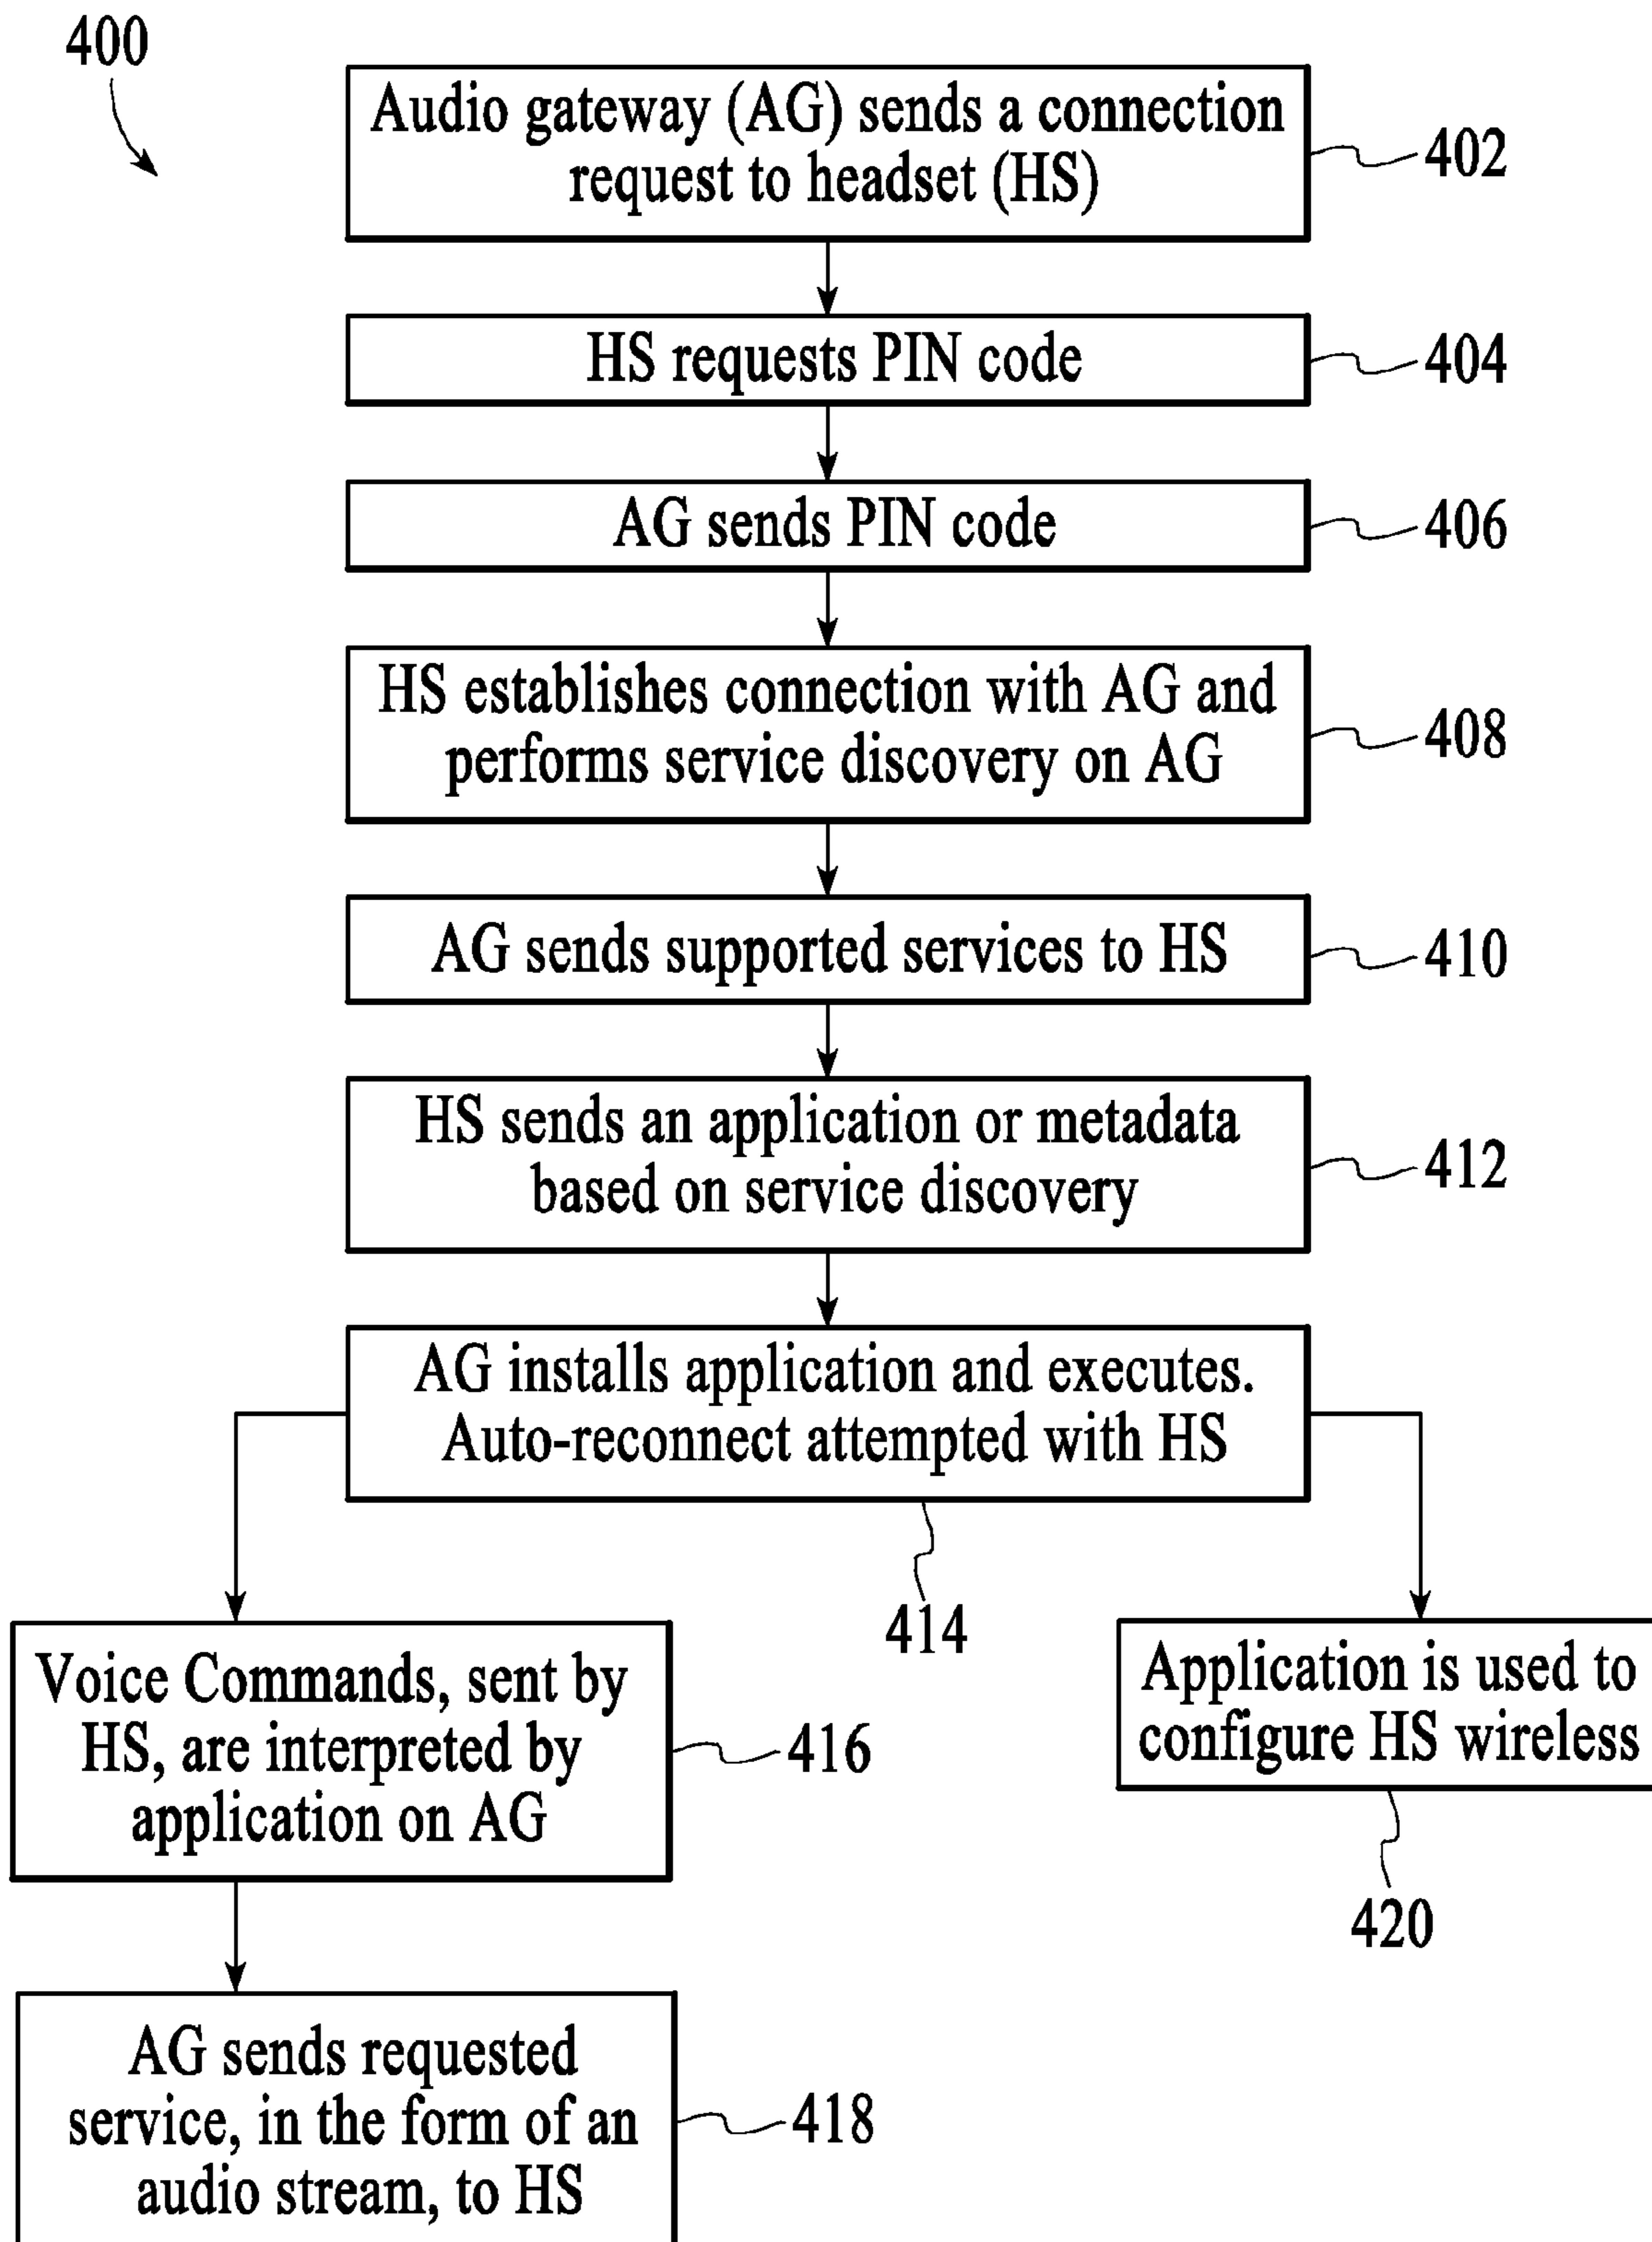 400
Audio gateway (AG) sends a connection
request to headset (HS)
402
HS requests PIN code
404
AG sends PIN code
406
HS establishes connection with AG and
performs service discovery on AG
408
AG sends supported services to HS
410
HS sends an application or metadata
based on service discovery
412
AG installs application and executes.
Auto-reconnect attempted with HS
414
Voice Commands, sent by
HS, are interpreted by
application on AG
416
Application is used to
configure HS wireless
420
AG sends requested
service, in the form of an
audio stream, to HS
418